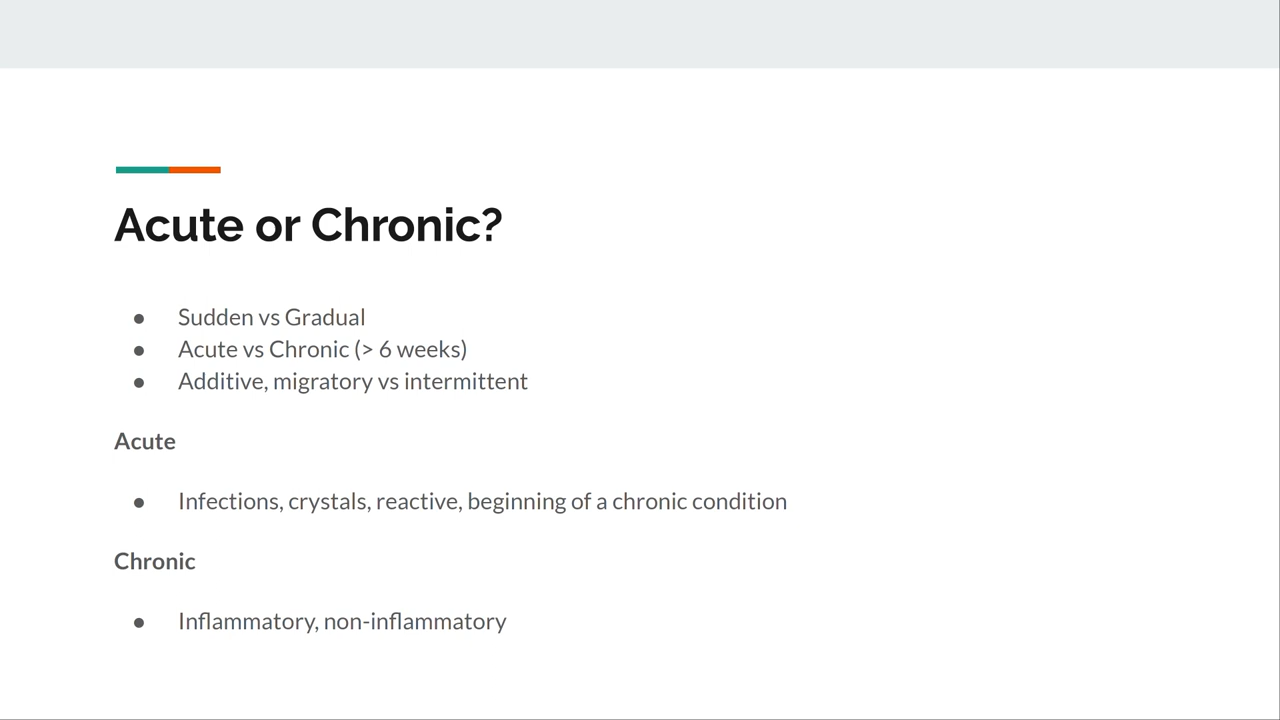 Acute or Chronic?
● Sudden vs Gradual
● Acute vs Chronic (> 6 weeks)
● Additive, migratory vs intermittent
Acute
● Infections, crystals, reactive, beginning of a chronic condition
Chronic
● Inflammatory, non-inflammatory